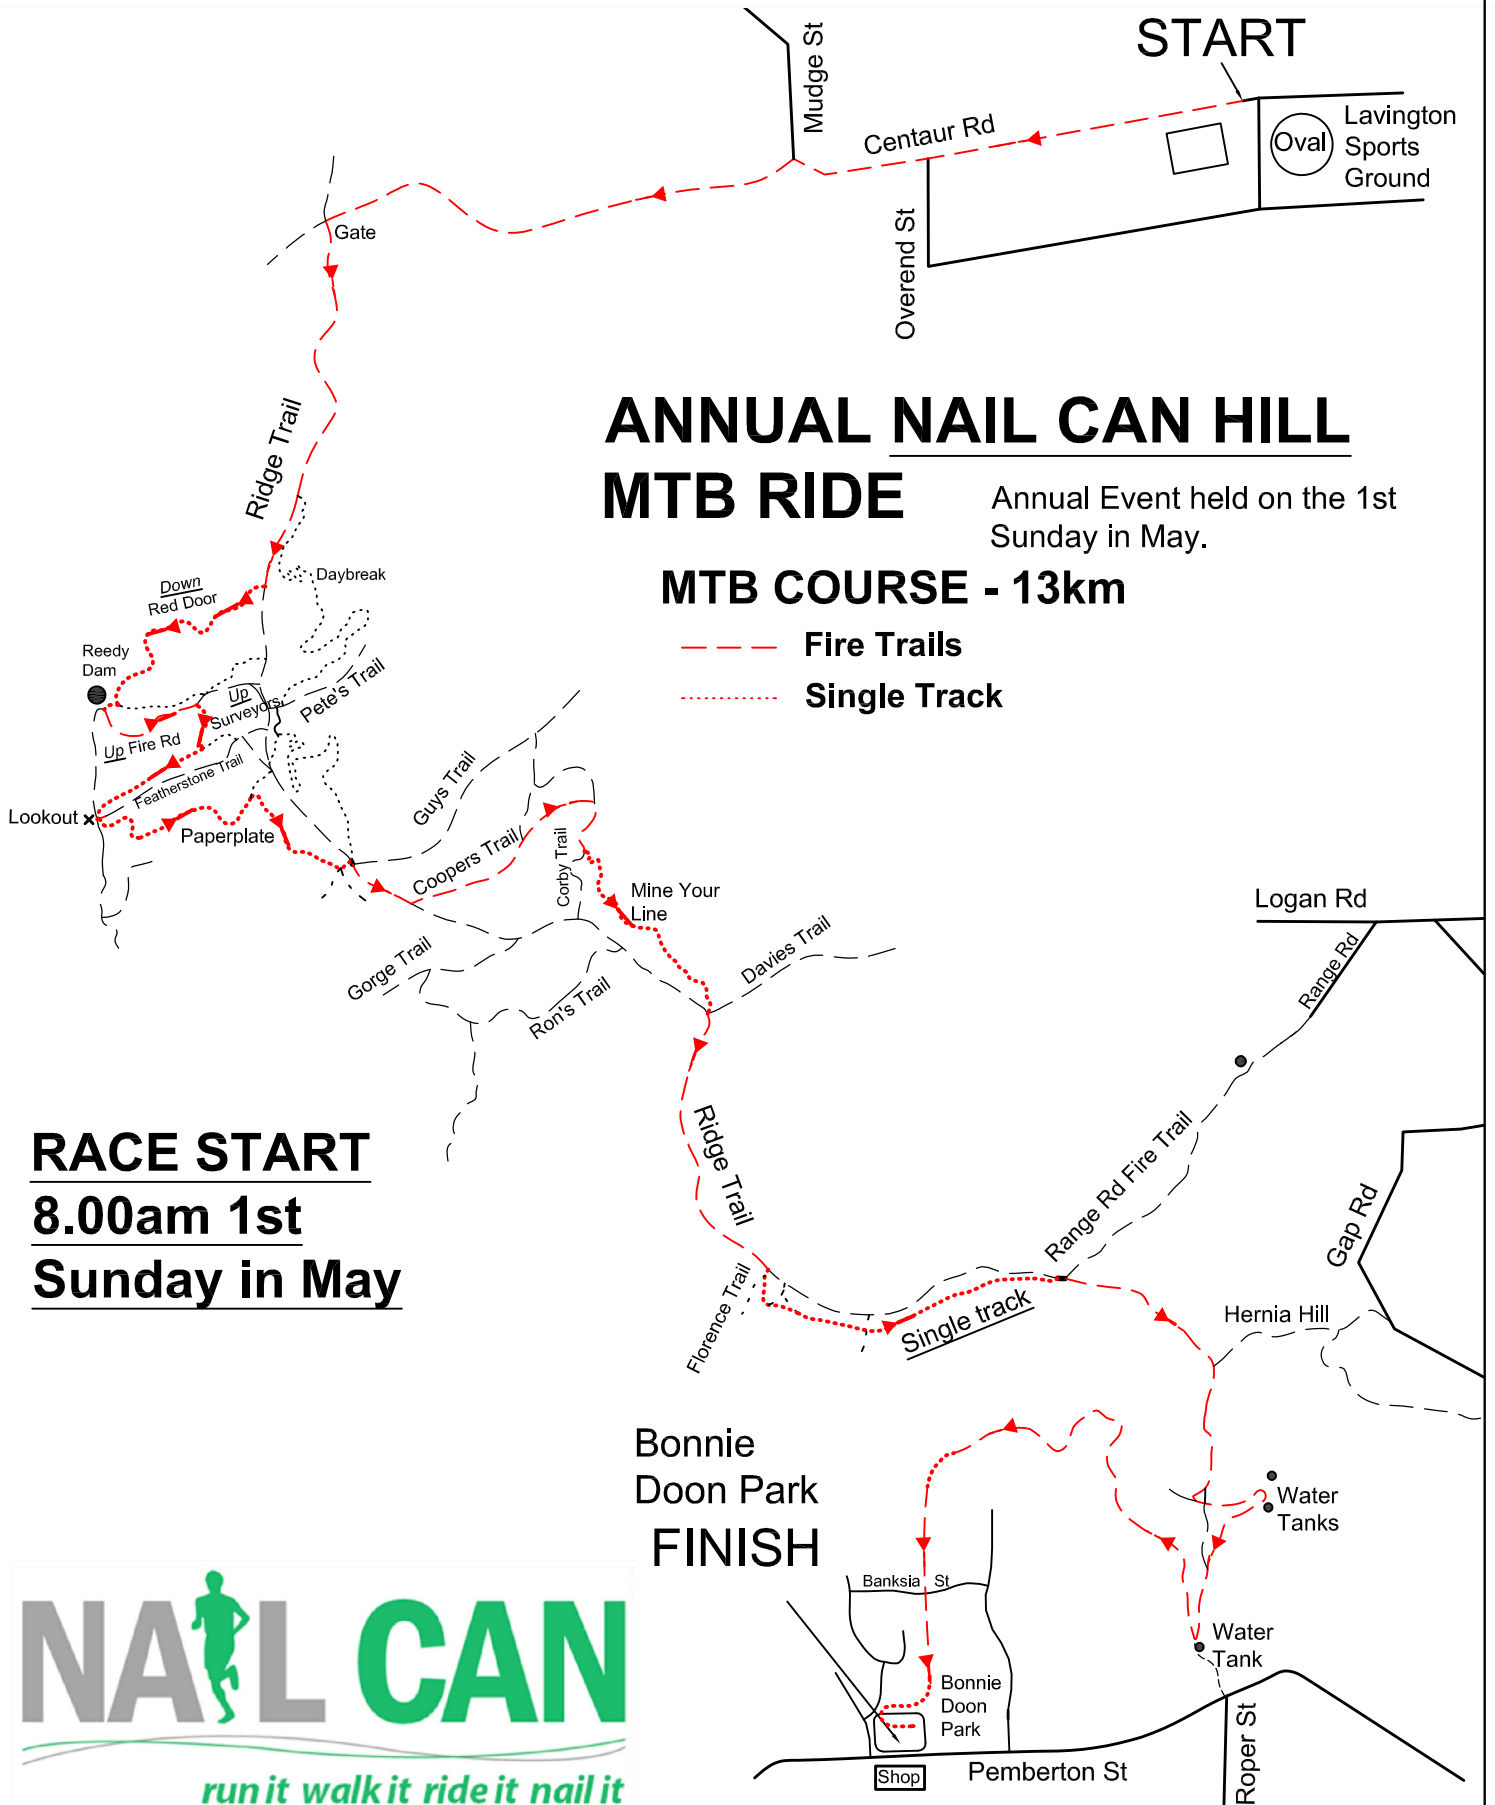 START
Mudge St
Centaur Rd
Oval
Lavington
Sports
Ground
Overend St
Gate
Ridge Trail
ANNUAL NAIL CAN HILL
MTB RIDE
Annual Event held on the 1st
Sunday in May.
MTB COURSE - 13km
Fire Trails
Single Track
Daybreak
Down
Red Door
Reedy
Dam
Up
Surveyors
Pete's Trail
Up Fire Rd
Featherstone Trail
Lookout
Paperplate
Guys Trail
Coopers Trail
Corby Trail
Mine Your
Line
Davies Trail
Gorge Trail
Ron's Trail
Logan Rd
Range Rd
Range Rd Fire Trail
Gap Rd
RACE START
8.00am 1st
Sunday in May
Ridge Trail
Florence Trail
Single track
Hernia Hill
Bonnie
Doon Park
FINISH
Water
Tanks
Banksia St
Water
Tank
Bonnie
Doon
Park
Shop
Pemberton St
Roper St
NAIL CAN
run it walk it ride it nail it